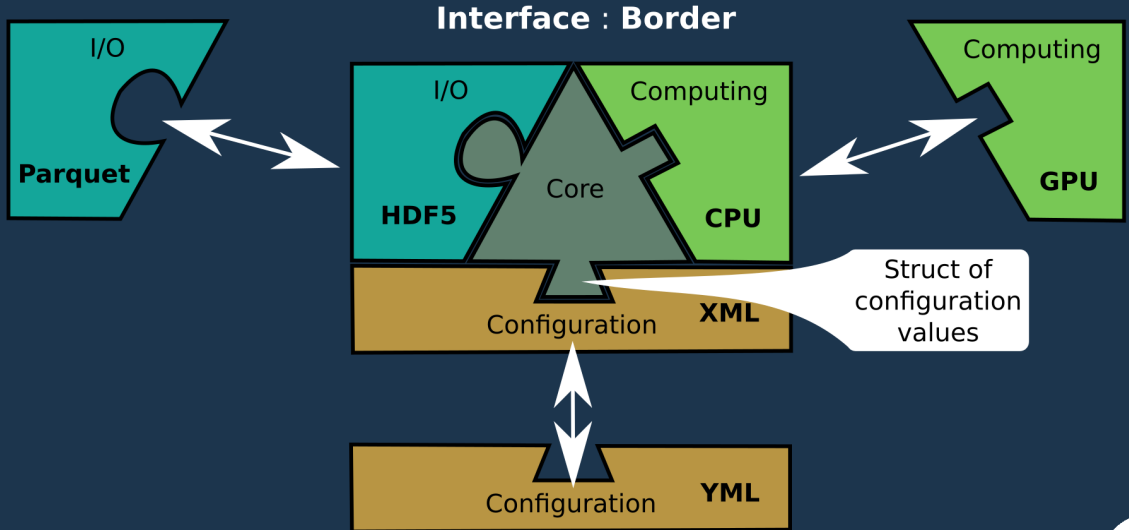 Interface : Border
I/O
Parquet
I/O
HDF5
Core
Computing
CPU
Computing
GPU
Struct of
configuration
values
XML
Configuration
YML
Configuration